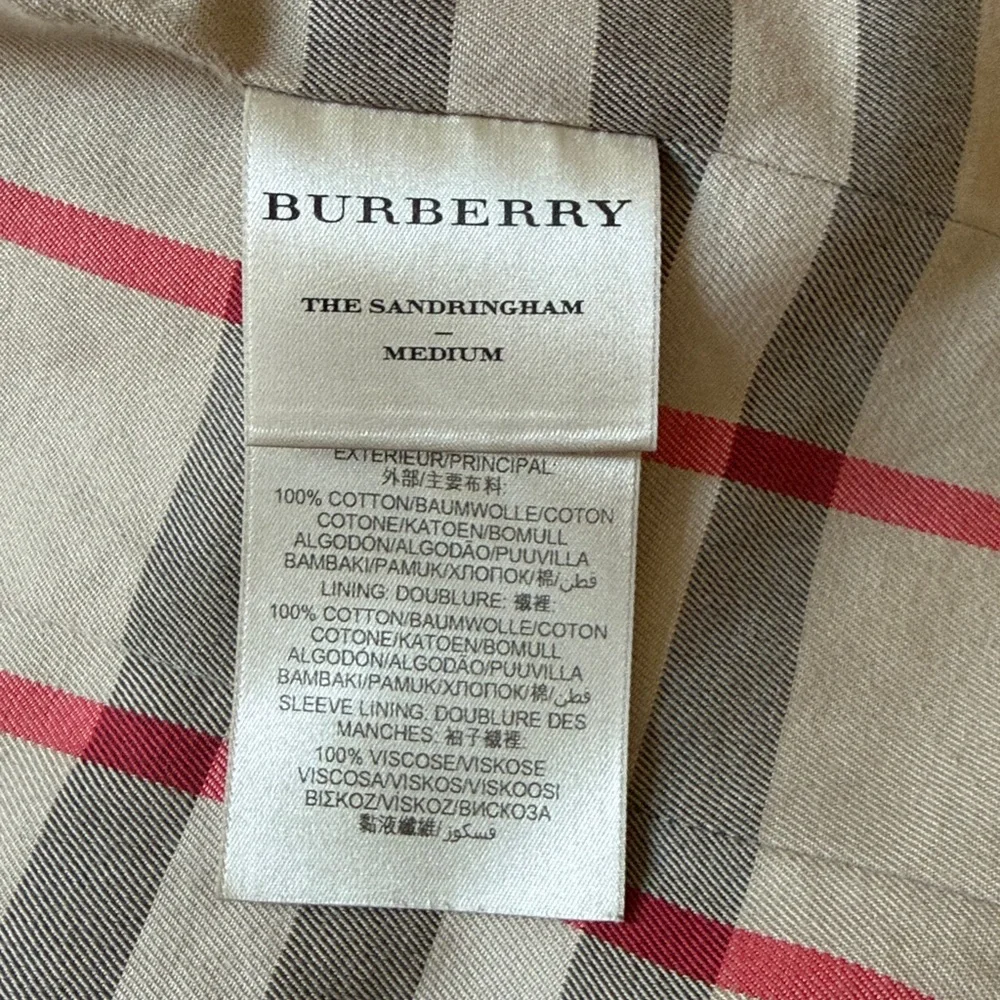 BURBERRY
THE SANDRINGHAM
–
MEDIUM
EXTERIEUR/PRINCIPAL:
外部/主要布料:
100% COTTON/BAUMWOLLE/COTON
COTONE/KATOEN/BOMULL
ALGODÓN/ALGODÃO/PUUVILLA
BAMBAKI/PAMUK/ХЛОПОК/棉/قطن
LINING: DOUBLURE: 襯裡:
100% COTTON/BAUMWOLLE/COTON
COTONE/KATOEN/BOMULL
ALGODÓN/ALGODÃO/PUUVILLA
BAMBAKI/PAMUK/ХЛОПОК/棉/قطن
SLEEVE LINING: DOUBLURE DES
MANCHES: 袖子襯裡:
100% VISCOSE/VISKOSE
VISCOSA/VISKOS/VISKOOSI
ΒΙΣΚΟΖ/VISKOZ/ВИСКОЗА
黏液纖維/فسكوز